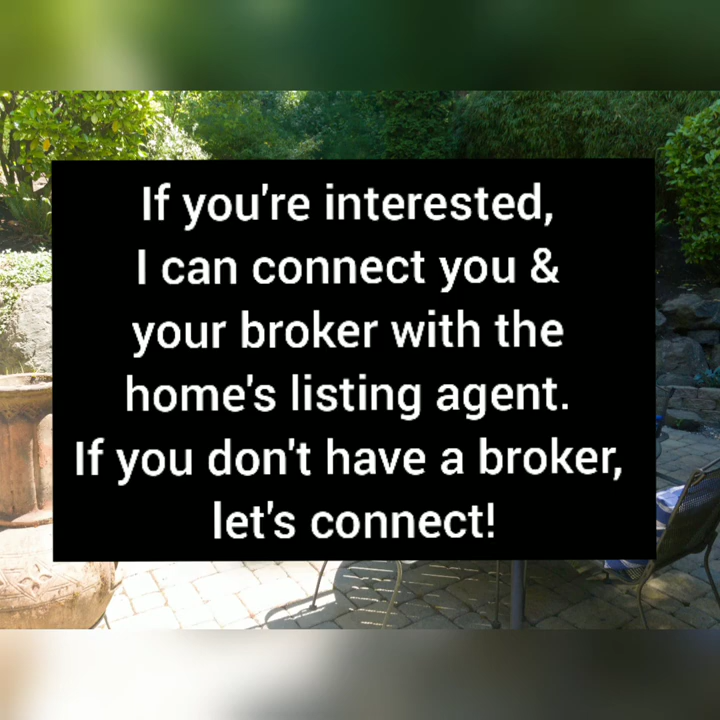 If you're interested,
I can connect you &
your broker with the
home's listing agent.
If you don't have a broker,
let's connect!